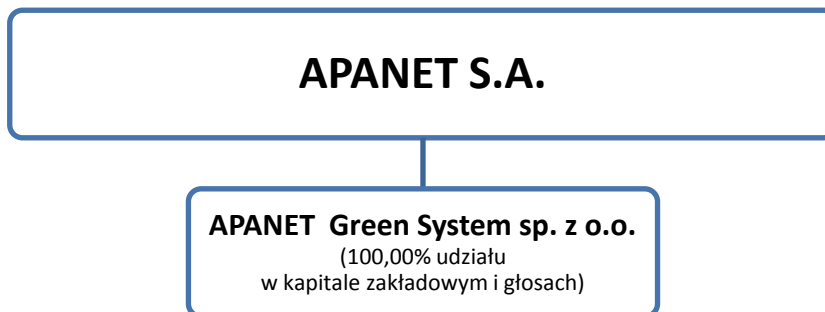 APANET S.A.
APANET Green System sp. z o.o.
(100,00% udziału
w kapitale zakładowym i głosach)